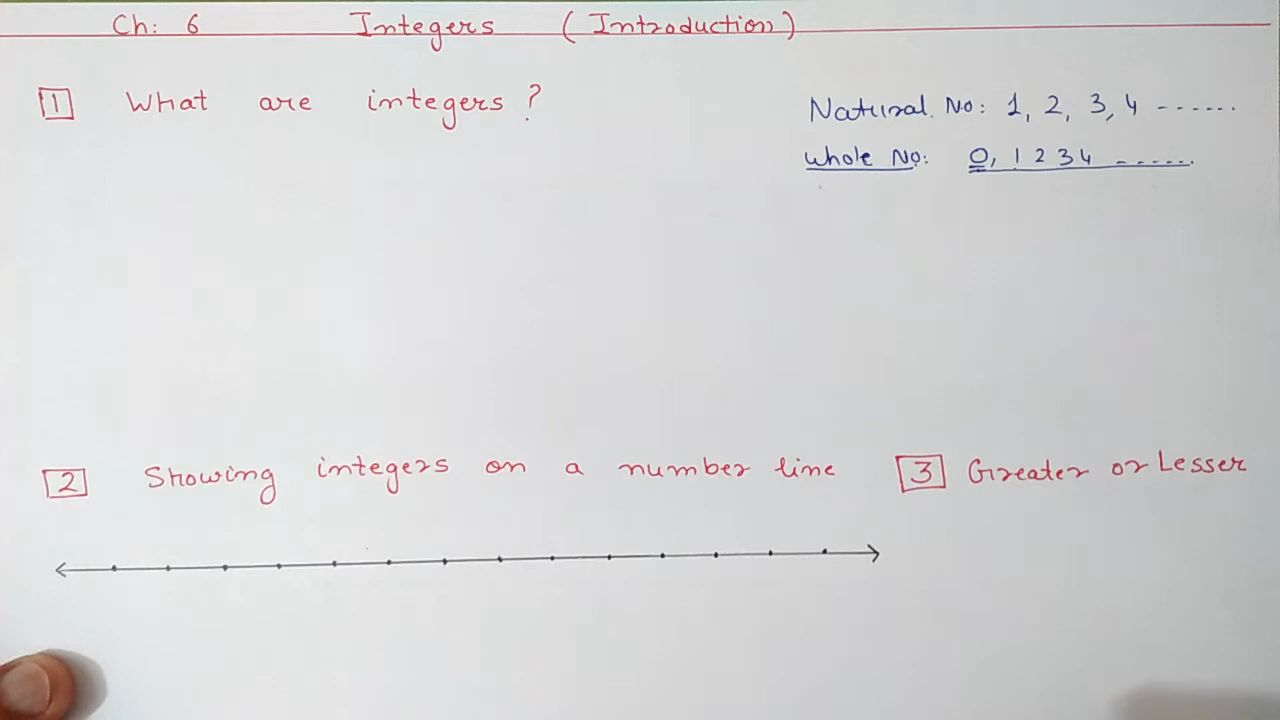 Ch: 6 Integers (Introduction)
1 What are integers?
Natural. No: 1, 2, 3, 4 ------
Whole No: 0, 1 2 3 4 -----.
2 Showing integers on a number line
3 Greater or Lesser